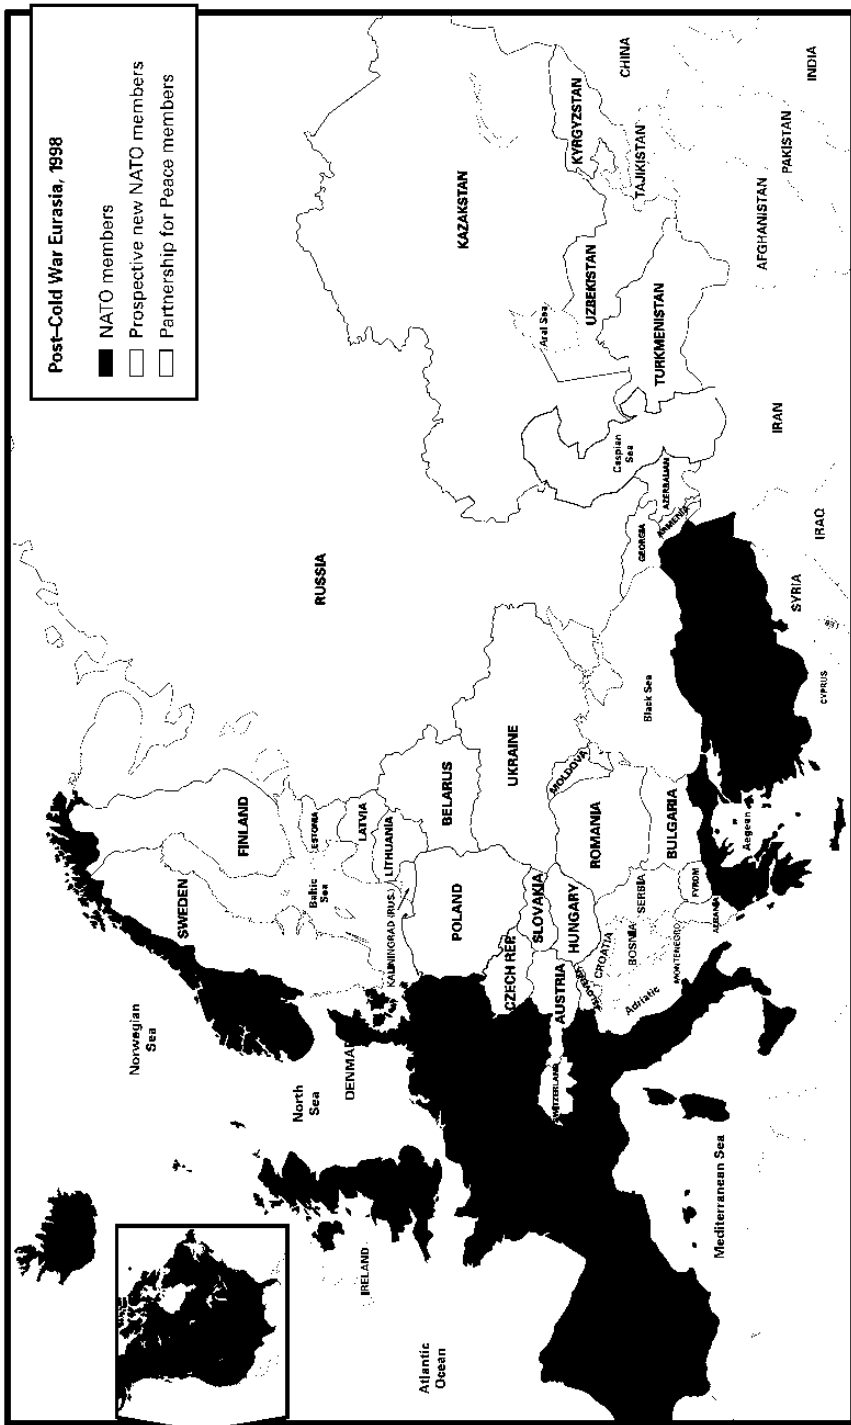 Post–Cold War Eurasia, 1998
NATO members
Prospective new NATO members
Partnership for Peace members
Norwegian
Sea
North
Sea
Atlantic
Ocean
IRELAND
DENMAR
SWEDEN
FINLAND
Baltic
Sea
ESTONIA
LATVIA
LITHUANIA
KALININGRAD (RUS.)
RUSSIA
BELARUS
POLAND
UKRAINE
CZECH REP.
SLOVAKIA
AUSTRIA
HUNGARY
SWITZERLAND
MOLDOVA
ROMANIA
CROATIA
BOSNIA
SERBIA
BULGARIA
Adriatic
MONTENEGRO
FYROM
ALBANIA
Aegean
Black Sea
Mediterranean Sea
GEORGIA
ARMENIA
AZERBAIJAN
Caspian
Sea
Aral Sea
KAZAKSTAN
UZBEKISTAN
TURKMENISTAN
KYRGYZSTAN
TAJIKISTAN
CHINA
INDIA
PAKISTAN
AFGHANISTAN
IRAN
IRAQ
SYRIA
CYPRUS